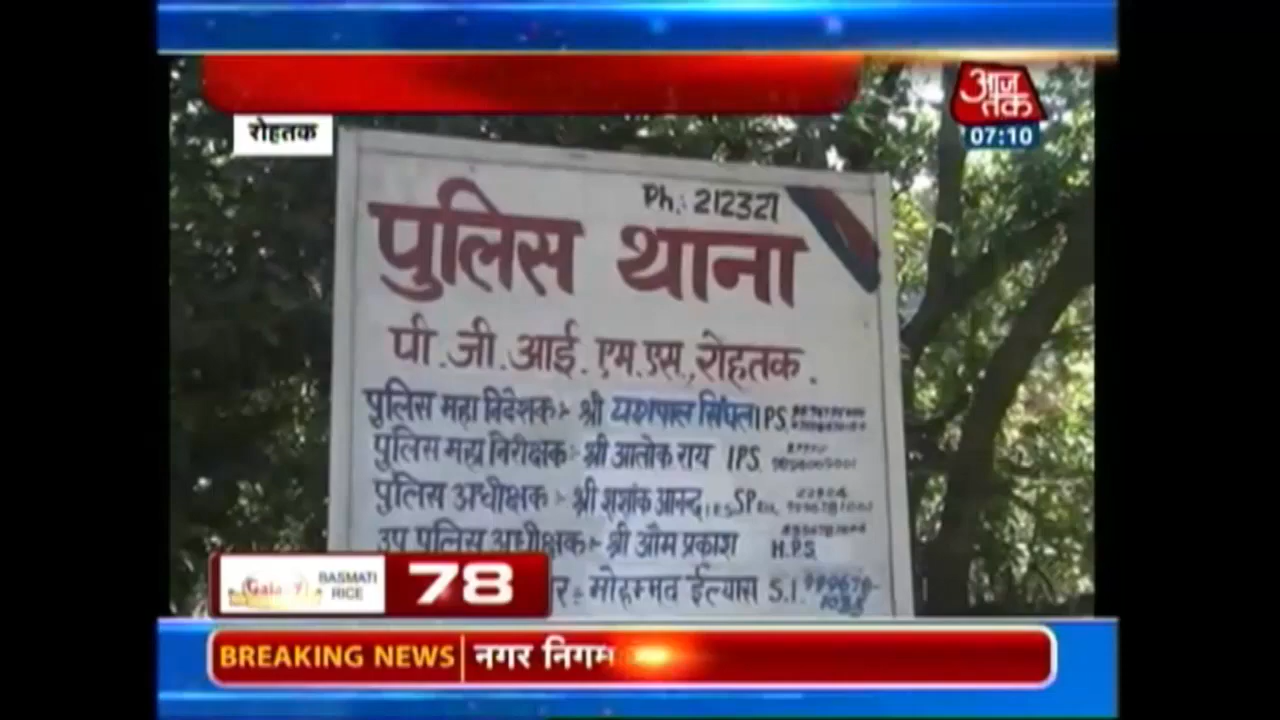 आज तक
07:10
रोहतक
Ph.: 212321
पुलिस थाना
पी.जी.आई.एम.एस., रोहतक.
पुलिस महा निदेशक:- श्री यशपाल सिंघल IPS
पुलिस महा निरीक्षक:- श्री आलोक राय IPS
पुलिस अधीक्षक:- श्री शशांक आनन्द I.P.S SP
उप पुलिस अधीक्षक:- श्री औम प्रकाश H.P.S
र:- मोहम्मद ईल्यास S.I.
BASMATI
RICE
78
BREAKING NEWS नगर निगम